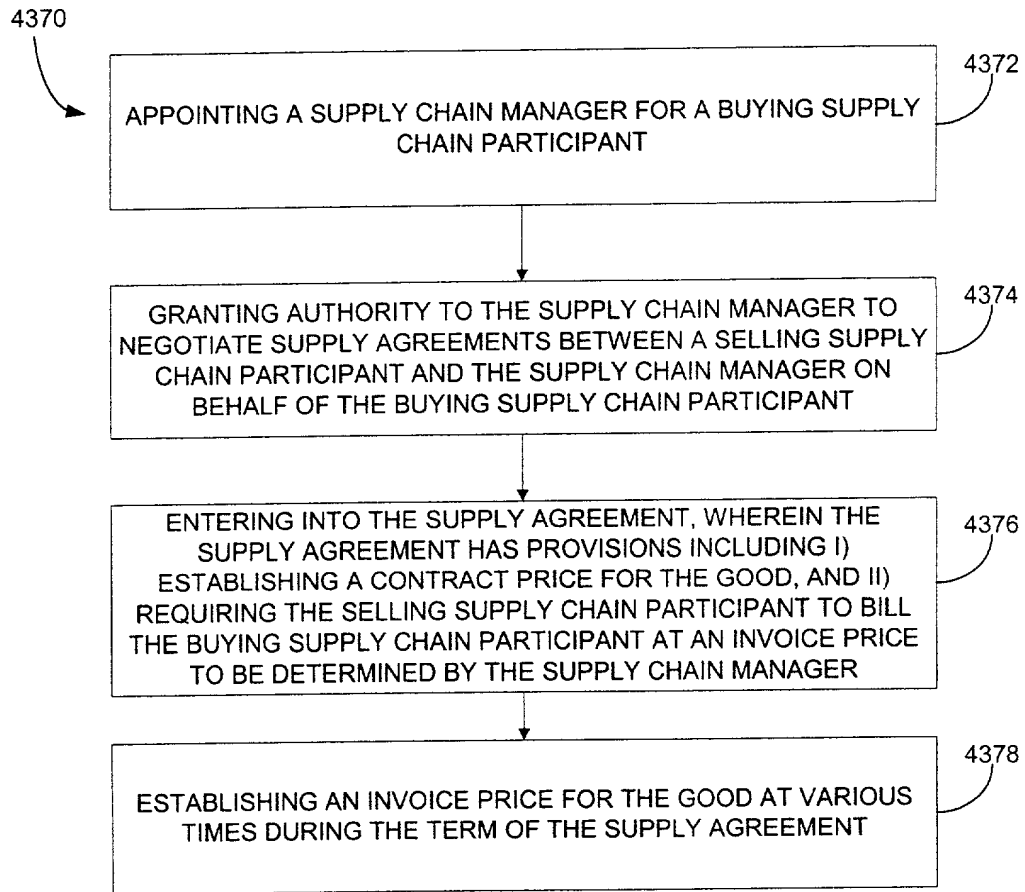 4370
4372
APPOINTING A SUPPLY CHAIN MANAGER FOR A BUYING SUPPLY
CHAIN PARTICIPANT
4374
GRANTING AUTHORITY TO THE SUPPLY CHAIN MANAGER TO
NEGOTIATE SUPPLY AGREEMENTS BETWEEN A SELLING SUPPLY
CHAIN PARTICIPANT AND THE SUPPLY CHAIN MANAGER ON
BEHALF OF THE BUYING SUPPLY CHAIN PARTICIPANT
4376
ENTERING INTO THE SUPPLY AGREEMENT, WHEREIN THE
SUPPLY AGREEMENT HAS PROVISIONS INCLUDING I)
ESTABLISHING A CONTRACT PRICE FOR THE GOOD, AND II)
REQUIRING THE SELLING SUPPLY CHAIN PARTICIPANT TO BILL
THE BUYING SUPPLY CHAIN PARTICIPANT AT AN INVOICE PRICE
TO BE DETERMINED BY THE SUPPLY CHAIN MANAGER
4378
ESTABLISHING AN INVOICE PRICE FOR THE GOOD AT VARIOUS
TIMES DURING THE TERM OF THE SUPPLY AGREEMENT